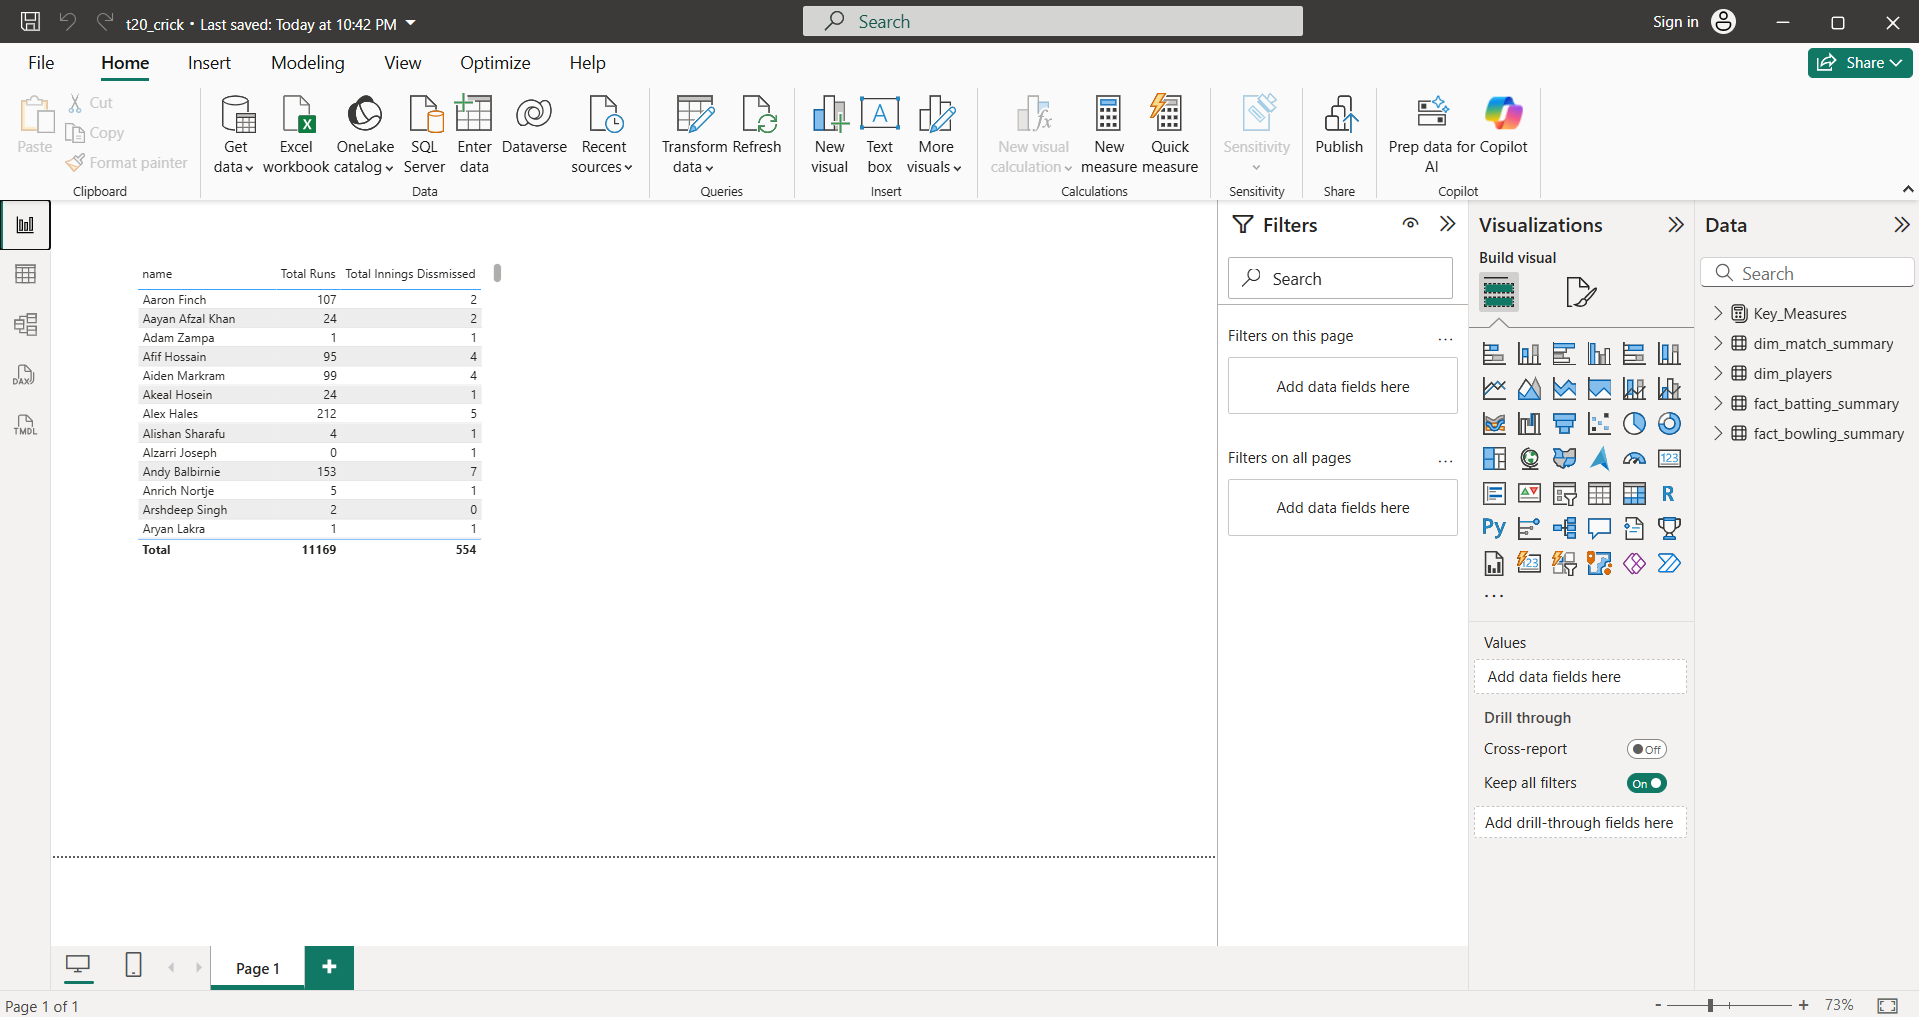 t20_crick • Last saved: Today at 10:42 PM
Search
Sign in
File Home Insert Modeling View Optimize Help
Share
Paste
Cut
Copy
Format painter
Clipboard
Get data
Excel workbook
OneLake catalog
SQL Server
Enter data
Dataverse
Recent sources
Data
Transform data
Refresh
Queries
New visual
Text box
More visuals
Insert
New visual calculation
New measure
Quick measure
Calculations
Sensitivity
Sensitivity
Publish
Share
Prep data for AI
Copilot
Copilot
DAX
TMDL
name Total Runs Total Innings Dissmissed
Aaron Finch 107 2
Aayan Afzal Khan 24 2
Adam Zampa 1 1
Afif Hossain 95 4
Aiden Markram 99 4
Akeal Hosein 24 1
Alex Hales 212 5
Alishan Sharafu 4 1
Alzarri Joseph 0 1
Andy Balbirnie 153 7
Anrich Nortje 5 1
Arshdeep Singh 2 0
Aryan Lakra 1 1
Total 11169 554
Filters
Search
Filters on this page ...
Add data fields here
Filters on all pages ...
Add data fields here
Visualizations
Build visual
123
R
Py
123
...
Values
Add data fields here
Drill through
Cross-report Off
Keep all filters On
Add drill-through fields here
Data
Search
Key_Measures
dim_match_summary
dim_players
fact_batting_summary
fact_bowling_summary
Page 1
+
Page 1 of 1
- + 73%